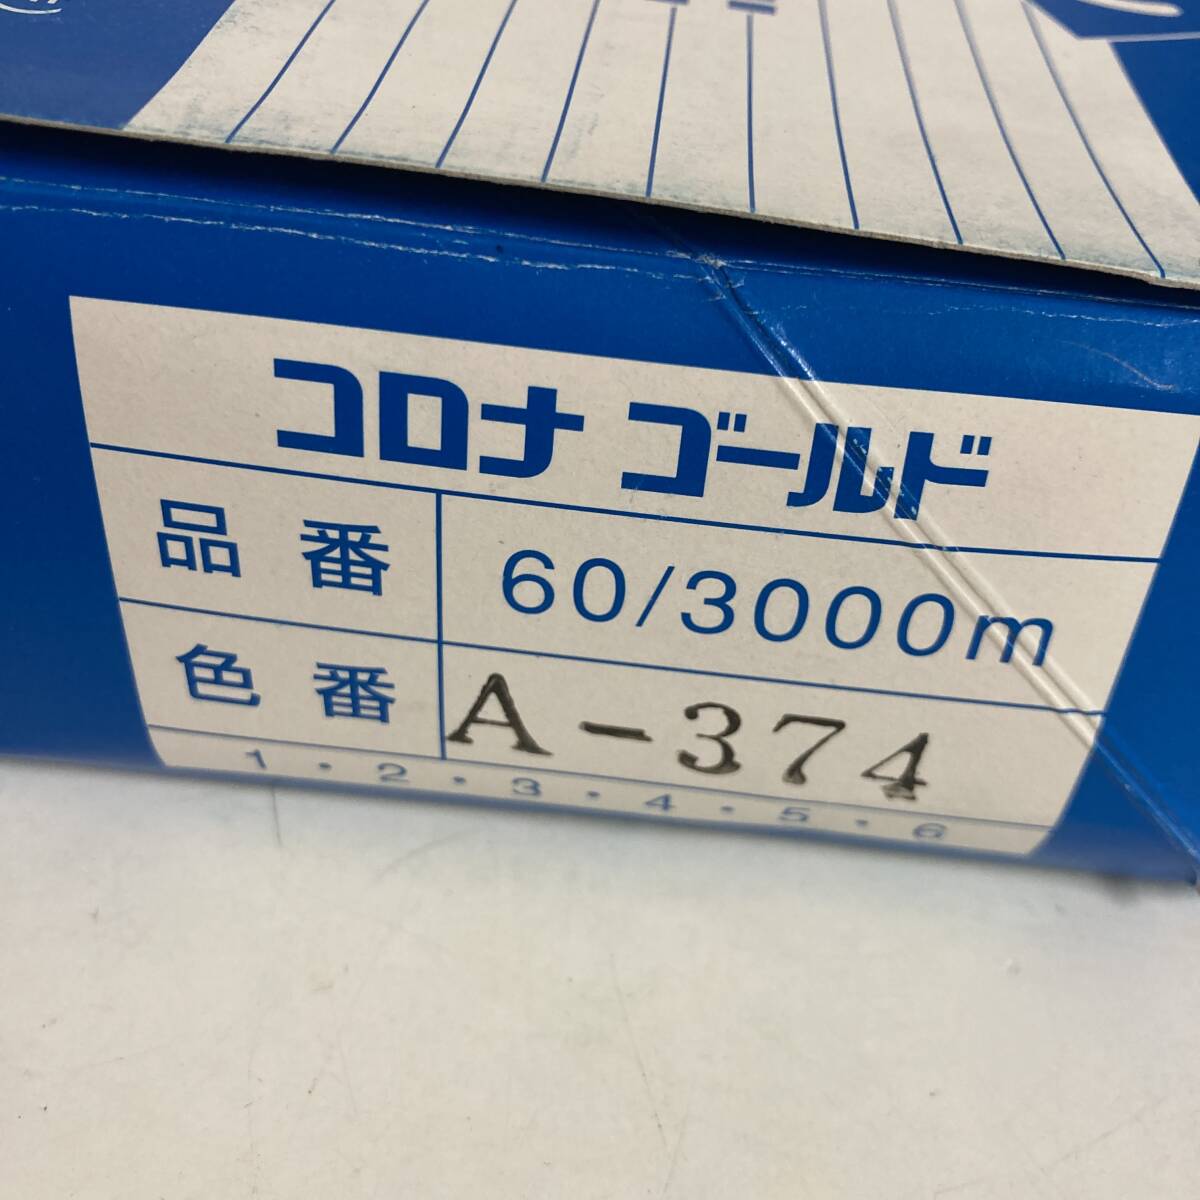 コロナ ゴールド
品番 60/3000m
色番 A-374
1・2・3・4・5・6